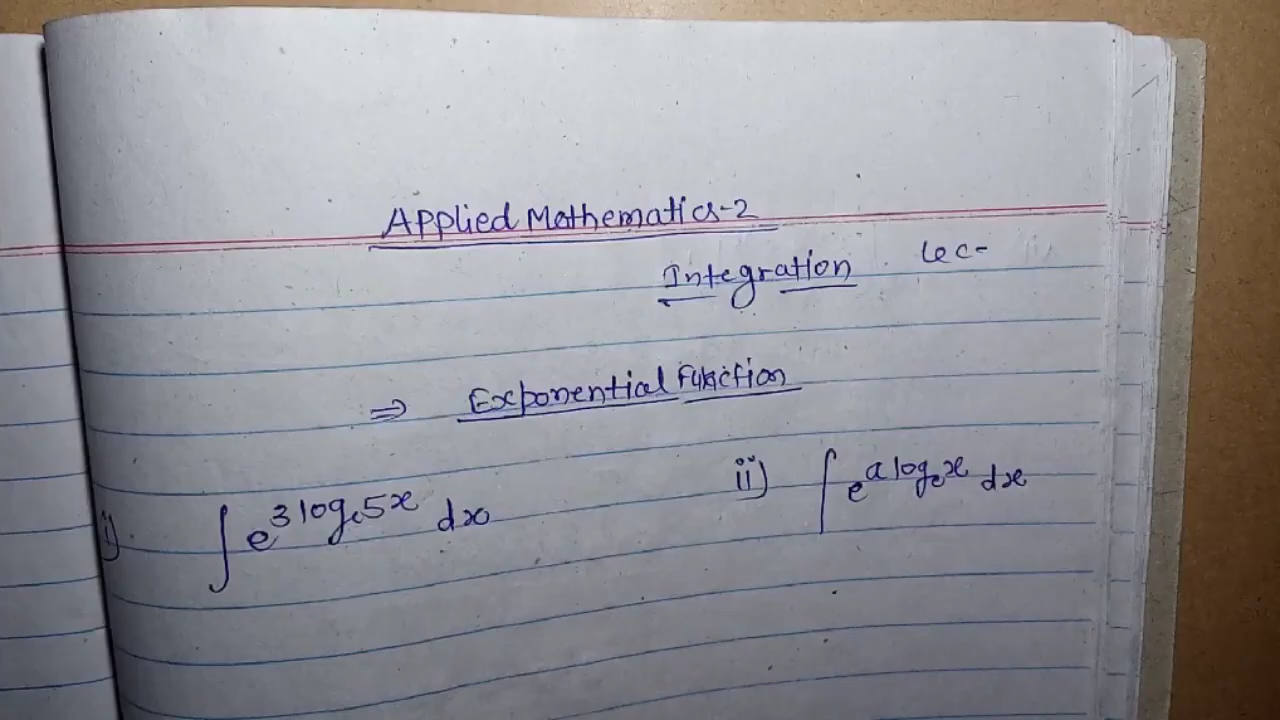 Applied Mathematics-2
Integration Lec-
⇒ Exponential Function
i) ∫e^{3 log_e 5x} dx ii) ∫e^{a log_e x} dx